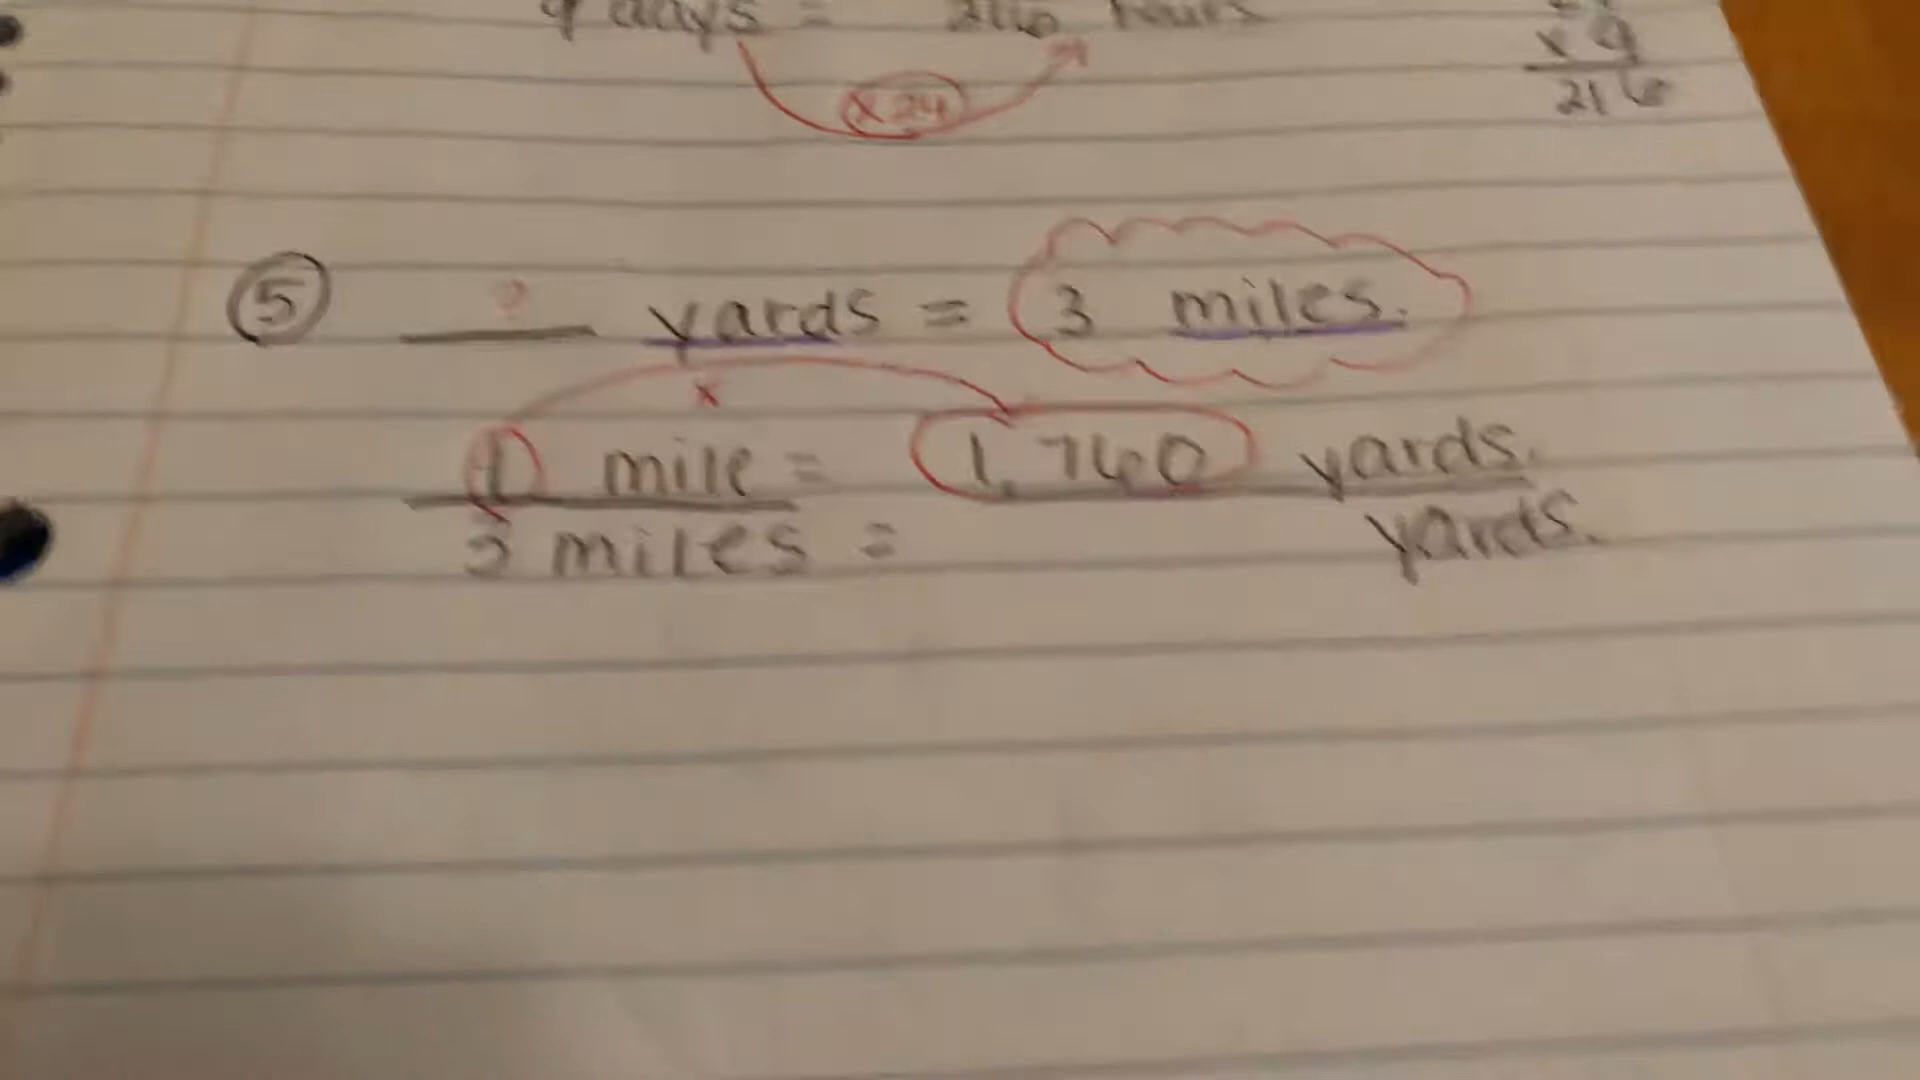 9 days = 216 hours
x 24
x 9
216
5 ? yards = 3 miles.
x
1 mile = 1,760 yards.
3 miles = yards.